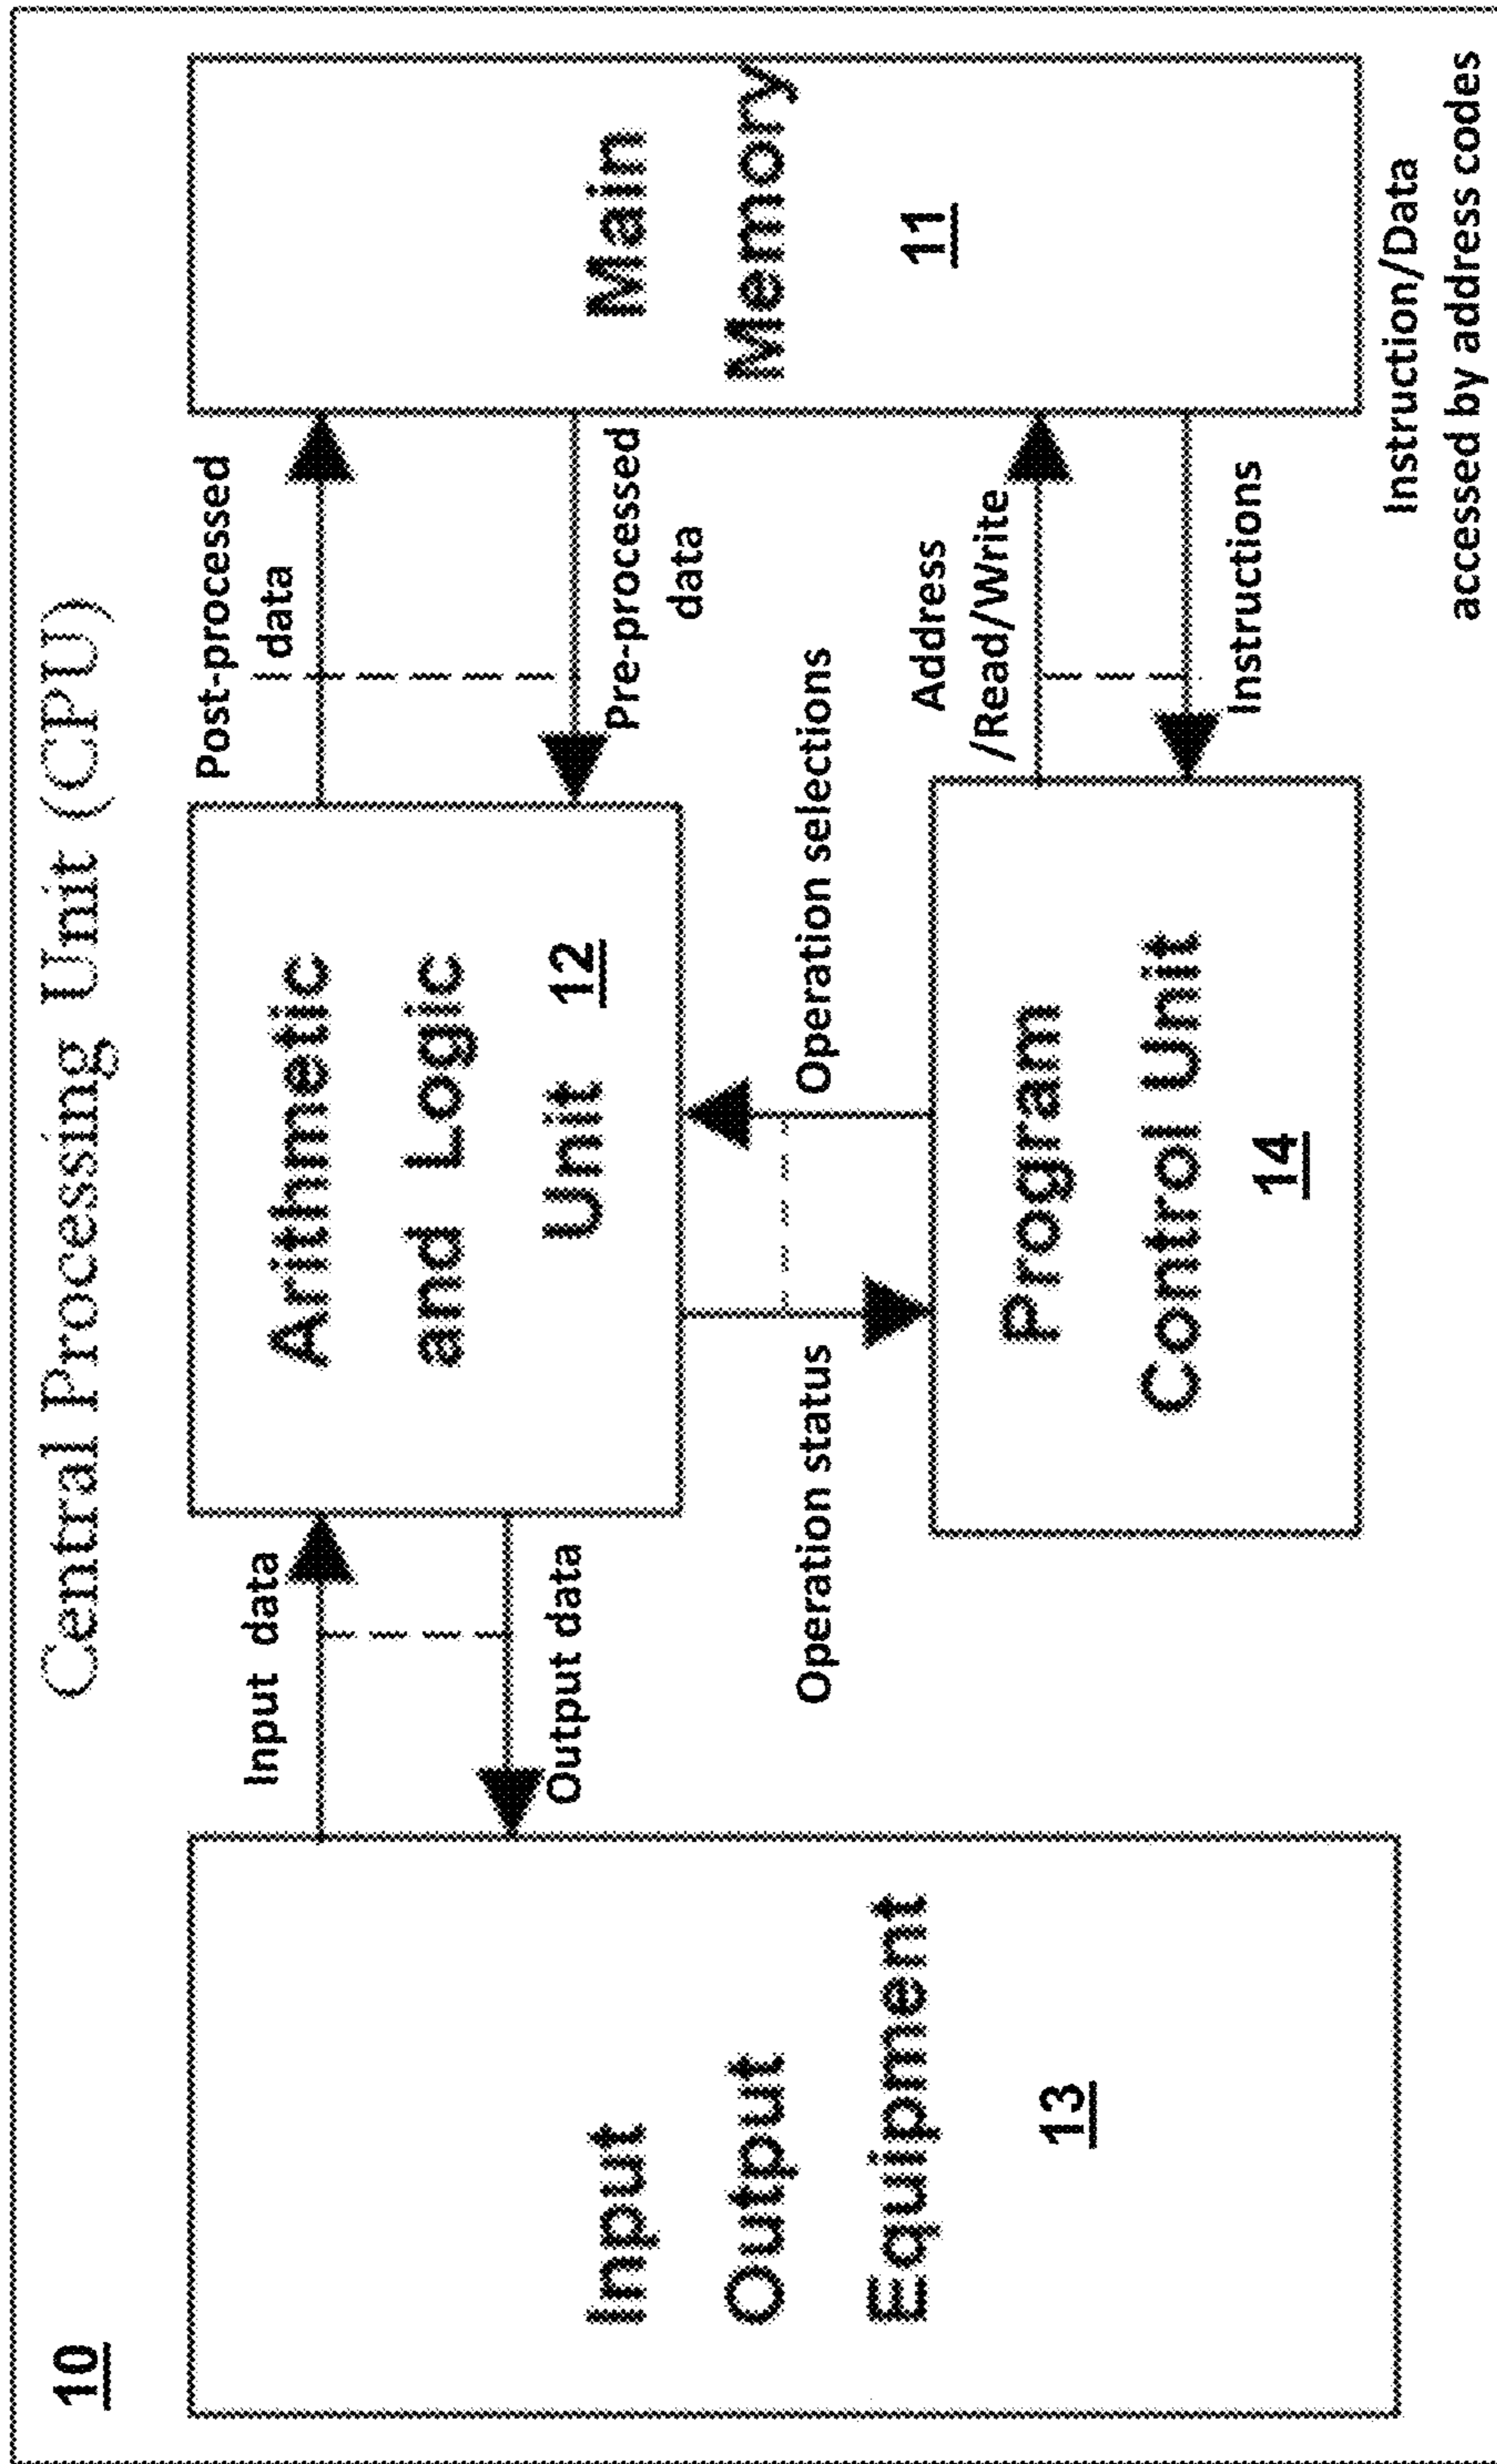 10
Central Processing Unit (CPU)
Input
Output
Equipment
13
Input data
Output data
Arithmetic
and Logic
Unit 12
Operation status
Operation selections
Program
Control Unit
14
Post-processed
data
Pre-processed
data
Address
/Read/Write
Instructions
Main
Memory
11
Instruction/Data
accessed by address codes